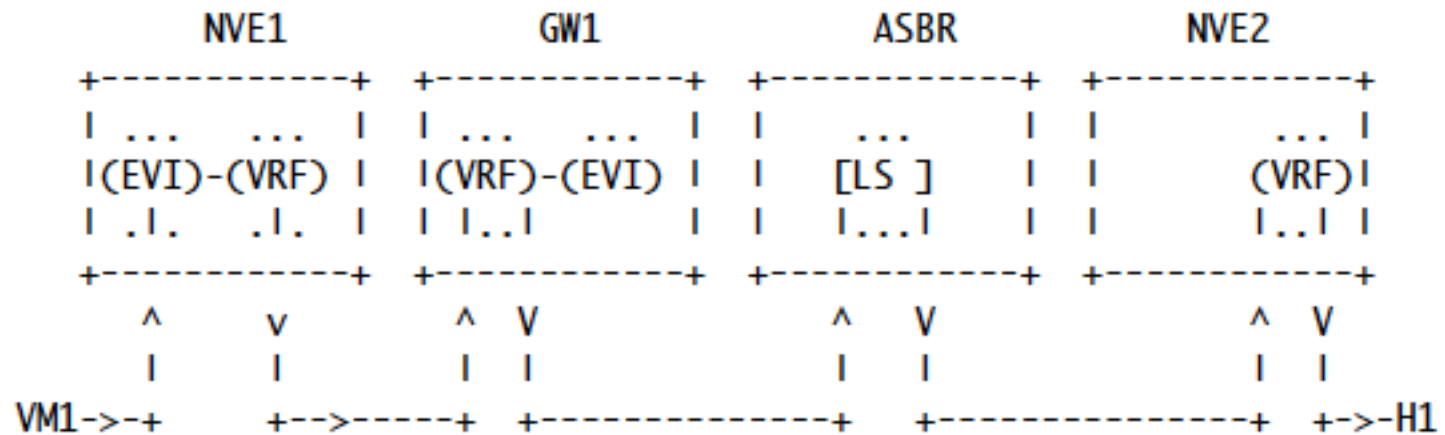 NVE1               GW1                ASBR               NVE2
     +------------+  +------------+  +------------+  +------------+
     | ...   ...  |  | ...   ...  |  |     ...    |  |        ... |
     |(EVI)-(VRF) |  |(VRF)-(EVI) |  |    [LS ]   |  |       (VRF)|
     | .|.   .|.  |  | |..|       |  |    |...|   |  |       |..| |
     +------------+  +------------+  +------------+  +------------+
        ^     v        ^  V               ^   V               ^  V
        |     |        |  |               |   |               |  |
 VM1->-+     +-->-----+  +--------------+   +---------------+  +->-H1